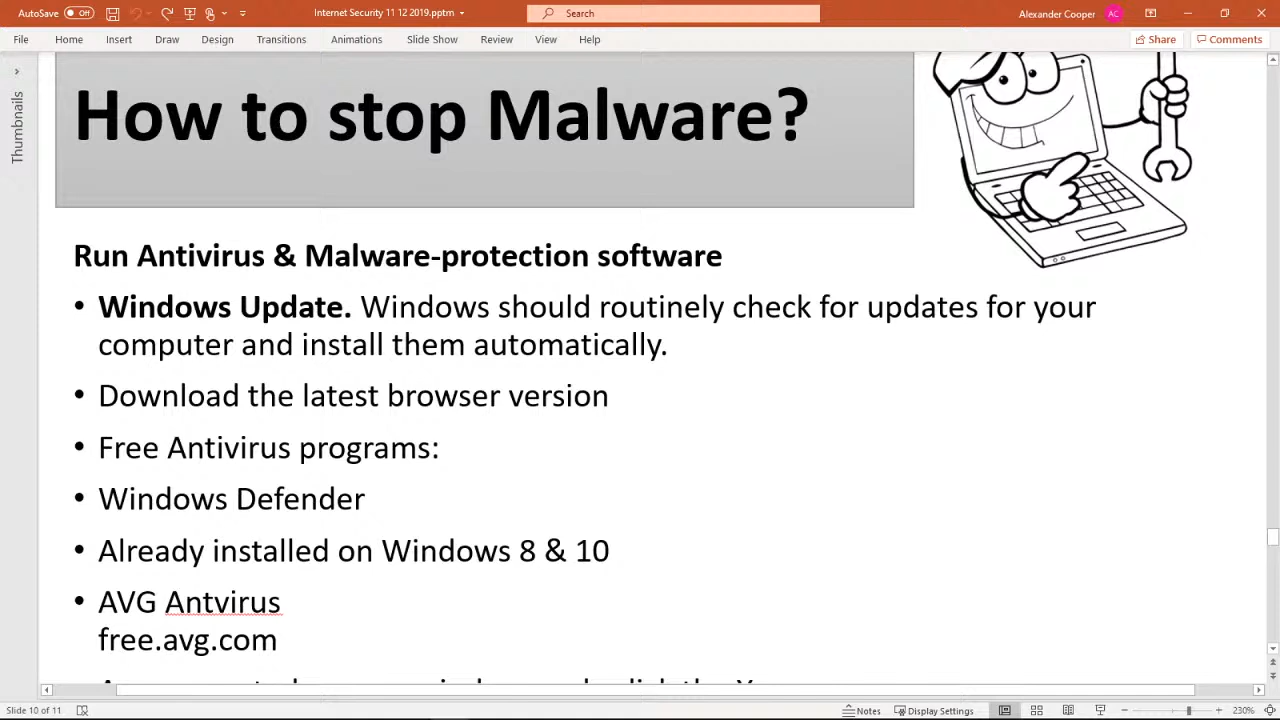 AutoSave Off Internet Security 11 12 2019.pptm Search Alexander Cooper AC
File Home Insert Draw Design Transitions Animations Slide Show Review View Help Share Comments
Thumbnails
How to stop Malware?
Run Antivirus & Malware-protection software
• Windows Update. Windows should routinely check for updates for your
computer and install them automatically.
• Download the latest browser version
• Free Antivirus programs:
• Windows Defender
• Already installed on Windows 8 & 10
• AVG Antvirus
free.avg.com
Slide 10 of 11 Notes Display Settings 230%